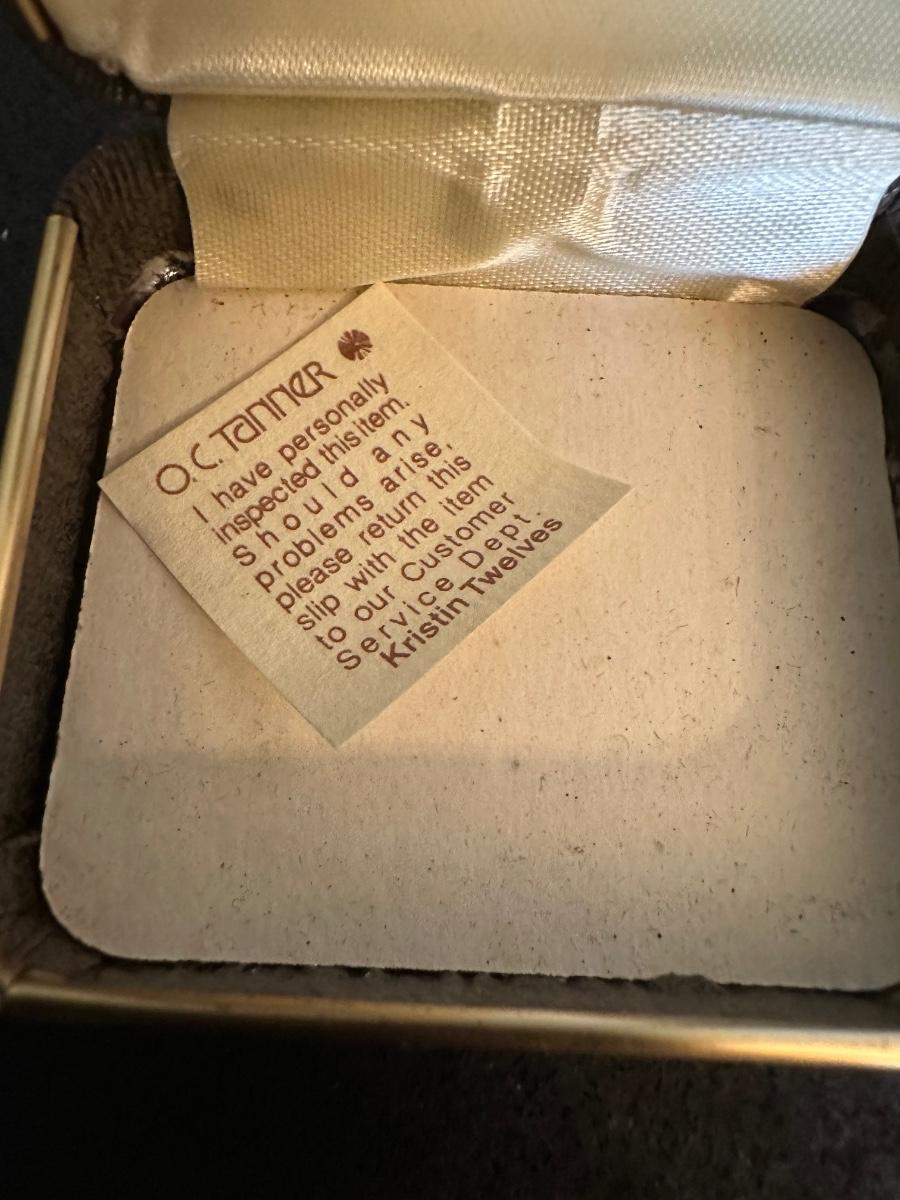 O.C. Tanner
I have personally
inspected this item.
Should any
problems arise,
please return this
slip with the item
to our Customer
Service Dept.
Kristin Twelves